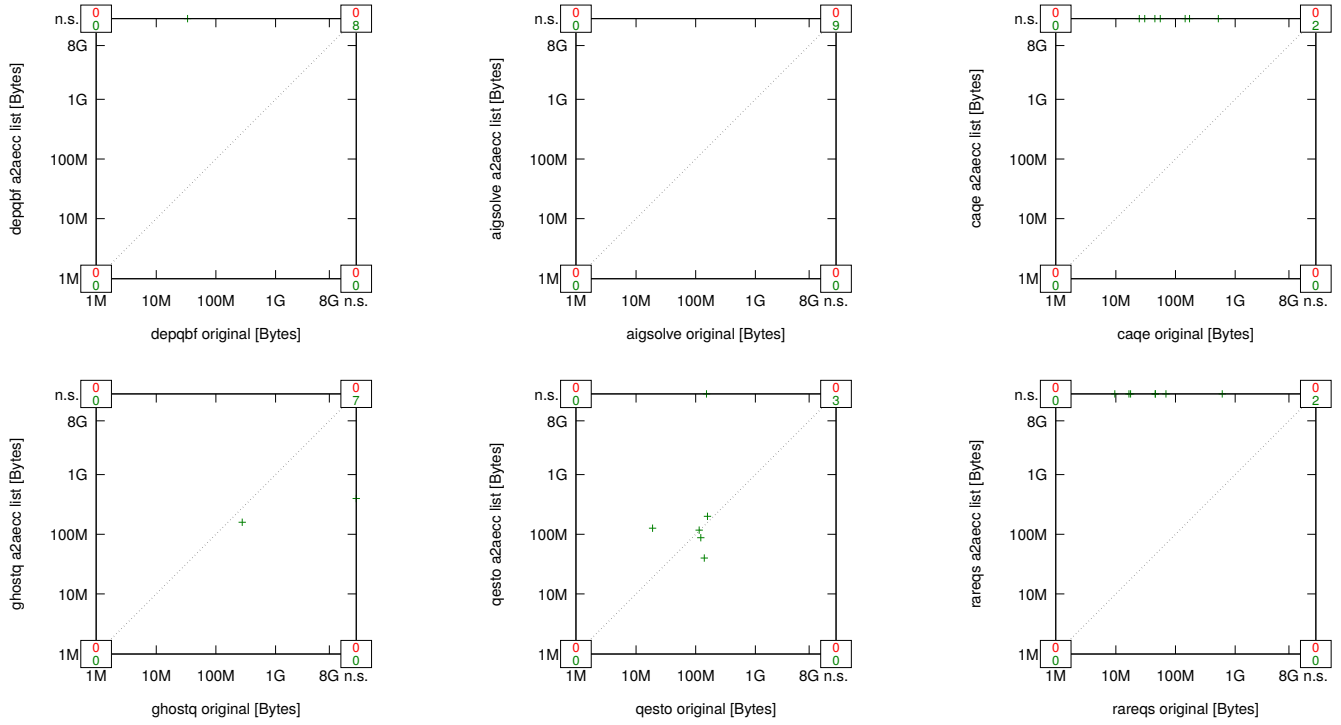 n.s. 0 0 0 8
8G
1G
100M
10M
1M 0 0 0 0
1M 10M 100M 1G 8G n.s.
depqbf a2aecc list [Bytes]
depqbf original [Bytes]
n.s. 0 0 0 9
8G
1G
100M
10M
1M 0 0 0 0
1M 10M 100M 1G 8G n.s.
aigsolve a2aecc list [Bytes]
aigsolve original [Bytes]
n.s. 0 0 0 2
8G
1G
100M
10M
1M 0 0 0 0
1M 10M 100M 1G 8G n.s.
caqe a2aecc list [Bytes]
caqe original [Bytes]
n.s. 0 0 0 7
8G
1G
100M
10M
1M 0 0 0 0
1M 10M 100M 1G 8G n.s.
ghostq a2aecc list [Bytes]
ghostq original [Bytes]
n.s. 0 0 0 3
8G
1G
100M
10M
1M 0 0 0 0
1M 10M 100M 1G 8G n.s.
qesto a2aecc list [Bytes]
qesto original [Bytes]
n.s. 0 0 0 2
8G
1G
100M
10M
1M 0 0 0 0
1M 10M 100M 1G 8G n.s.
rareqs a2aecc list [Bytes]
rareqs original [Bytes]